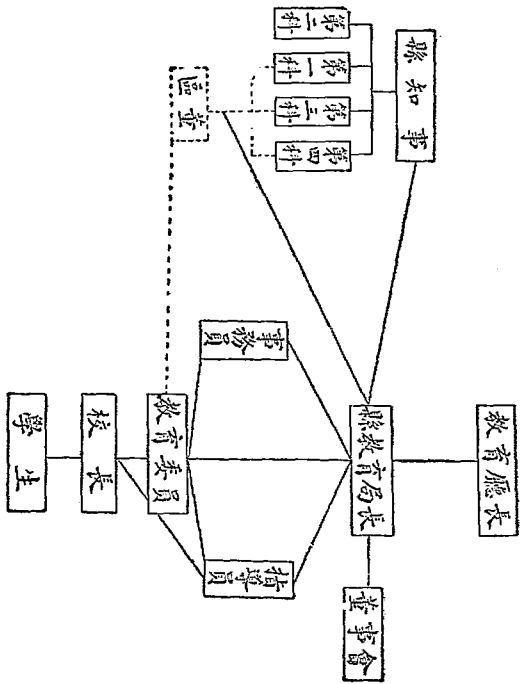 縣知事
第二科
第一科
第三科
第四科
區董
教育廳長
縣教育局長
董事會
事務員
指導員
教育委員
校長
學生